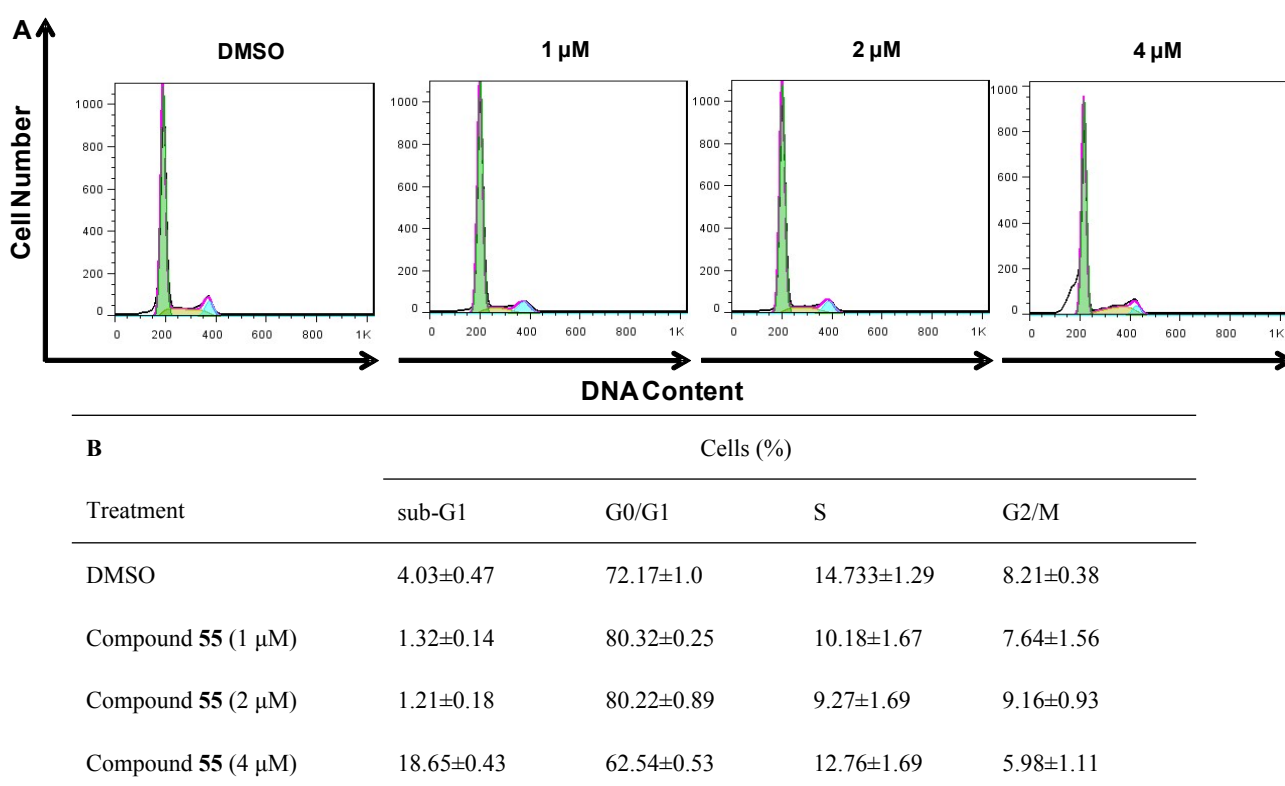 A
DMSO
1 µM
2 µM
4 µM
Cell Number
1000
800
600
400
200
0
0 200 400 600 800 1K
1000
800
600
400
200
0
0 200 400 600 800 1K
1000
800
600
400
200
0
0 200 400 600 800 1K
1000
800
600
400
200
0
0 200 400 600 800 1K
DNA Content
B Cells (%)
Treatment sub-G1 G0/G1 S G2/M
DMSO 4.03±0.47 72.17±1.0 14.733±1.29 8.21±0.38
Compound 55 (1 μM) 1.32±0.14 80.32±0.25 10.18±1.67 7.64±1.56
Compound 55 (2 μM) 1.21±0.18 80.22±0.89 9.27±1.69 9.16±0.93
Compound 55 (4 μM) 18.65±0.43 62.54±0.53 12.76±1.69 5.98±1.11